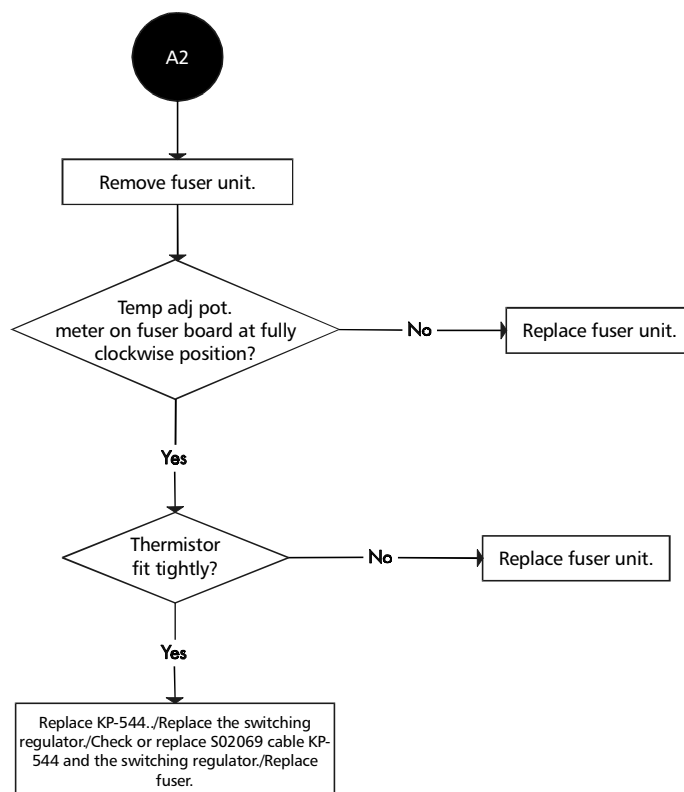 A2
Remove fuser unit.
Temp adj pot.
meter on fuser board at fully
clockwise position?
No
Replace fuser unit.
Yes
Thermistor
fit tightly?
No
Replace fuser unit.
Yes
Replace KP-544../Replace the switching
regulator./Check or replace S02069 cable KP-
544 and the switching regulator./Replace
fuser.